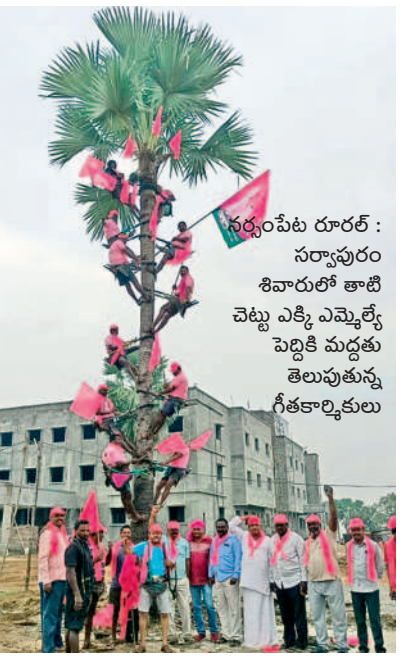 నర్సంపేట రూరల్ :
సర్వాపురం
శివారులో తాటి
చెట్టు ఎక్కి ఎమ్మెల్యే
పెద్దికి మద్దతు
తెలుపుతున్న
గీతకార్మికులు